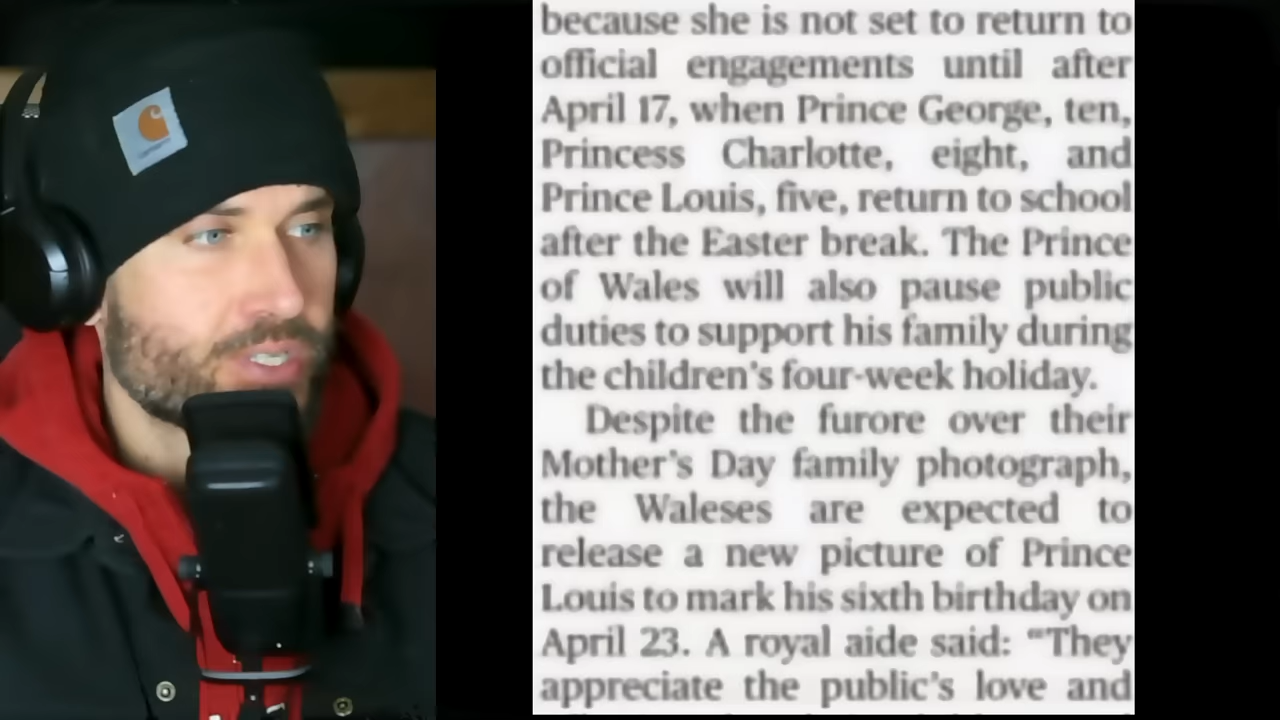 because she is not set to return to
official engagements until after
April 17, when Prince George, ten,
Princess Charlotte, eight, and
Prince Louis, five, return to school
after the Easter break. The Prince
of Wales will also pause public
duties to support his family during
the children's four-week holiday.
Despite the furore over their
Mother's Day family photograph,
the Waleses are expected to
release a new picture of Prince
Louis to mark his sixth birthday on
April 23. A royal aide said: “They
appreciate the public's love and